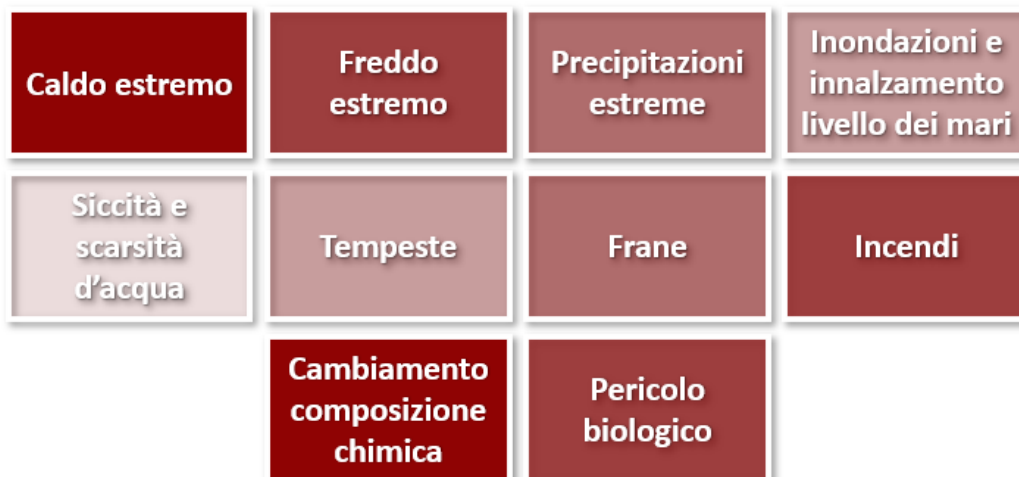 Caldo estremo
Freddo
estremo
Precipitazioni
estreme
Inondazioni e
innalzamento
livello dei mari
Siccità e
scarsità
d'acqua
Tempeste
Frane
Incendi
Cambiamento
composizione
chimica
Pericolo
biologico